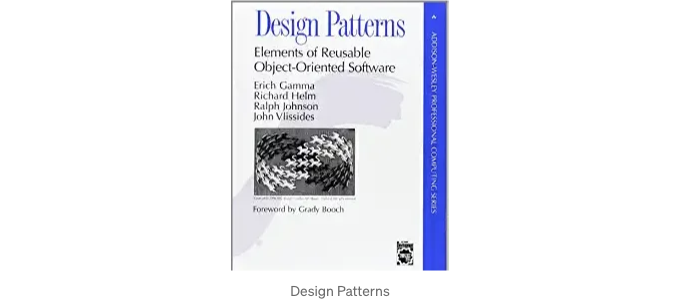 Design Patterns
Elements of Reusable
Object-Oriented Software
Erich Gamma
Richard Helm
Ralph Johnson
John Vlissides
Foreword by Grady Booch
ADDISON-WESLEY PROFESSIONAL COMPUTING SERIES
Design Patterns